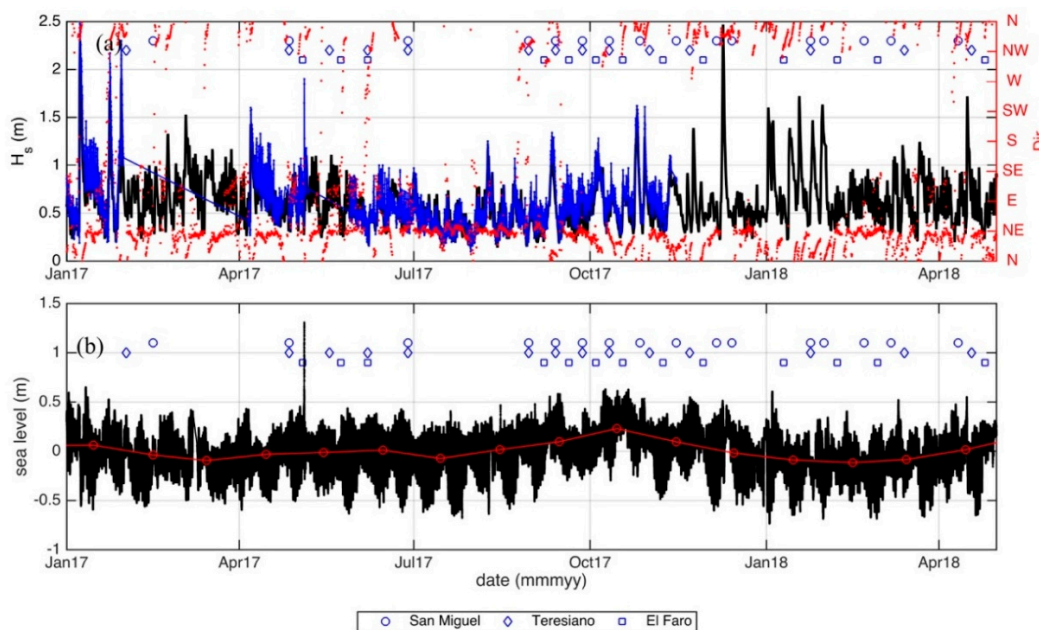 2.5
(a)
N
2
NW
W
1.5
SW
H_s (m)
S
Dir
1
SE
E
0.5
NE
0
N
Jan17 Apr17 Jul17 Oct17 Jan18 Apr18
1.5
(b)
1
0.5
sea level (m)
0
-0.5
-1
Jan17 Apr17 Jul17 Oct17 Jan18 Apr18
date (mmmyy)
San Miguel Teresiano El Faro